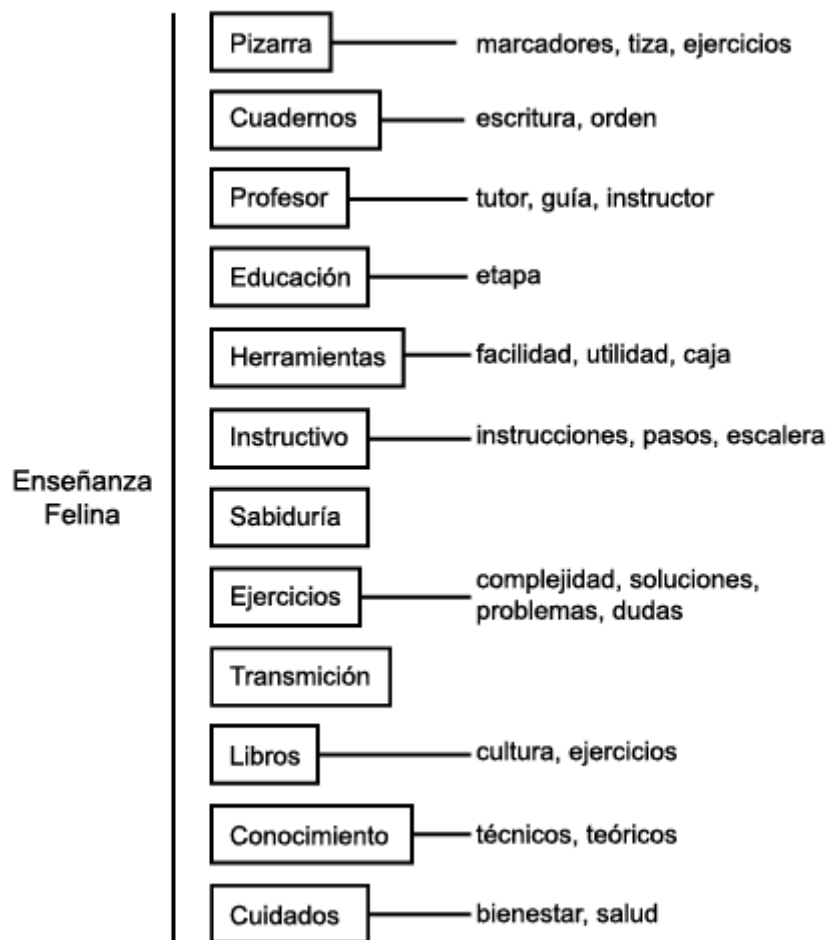 Pizarra
marcadores, tiza, ejercicios
Cuadernos
escritura, orden
Profesor
tutor, guía, instructor
Educación
etapa
Herramientas
facilidad, utilidad, caja
Instructivo
instrucciones, pasos, escalera
Enseñanza
Felina
Sabiduría
Ejercicios
complejidad, soluciones,
problemas, dudas
Transmición
Libros
cultura, ejercicios
Conocimiento
técnicos, teóricos
Cuidados
bienestar, salud